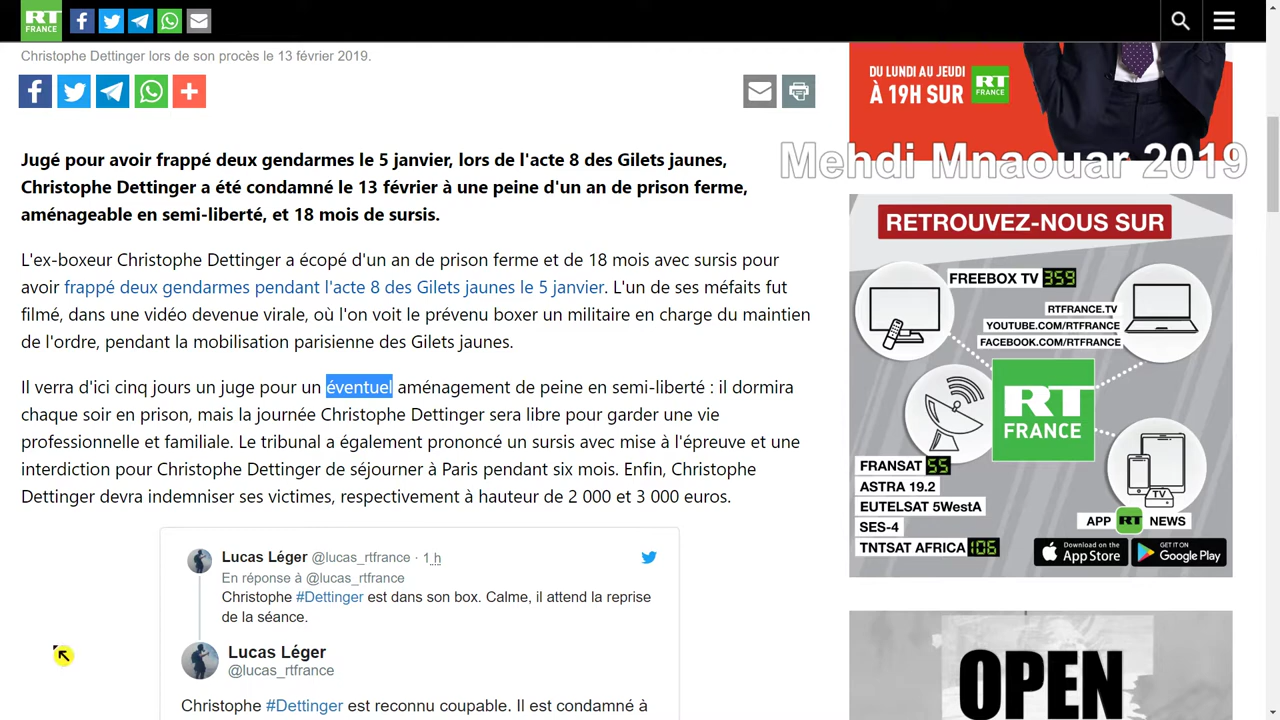 RT
FRANCE
Christophe Dettinger lors de son procès le 13 février 2019.
Jugé pour avoir frappé deux gendarmes le 5 janvier, lors de l'acte 8 des Gilets jaunes,
Christophe Dettinger a été condamné le 13 février à une peine d'un an de prison ferme,
aménageable en semi-liberté, et 18 mois de sursis.
L'ex-boxeur Christophe Dettinger a écopé d'un an de prison ferme et de 18 mois avec sursis pour
avoir frappé deux gendarmes pendant l'acte 8 des Gilets jaunes le 5 janvier. L'un de ses méfaits fut
filmé, dans une vidéo devenue virale, où l'on voit le prévenu boxer un militaire en charge du maintien
de l'ordre, pendant la mobilisation parisienne des Gilets jaunes.
Il verra d'ici cinq jours un juge pour un éventuel aménagement de peine en semi-liberté : il dormira
chaque soir en prison, mais la journée Christophe Dettinger sera libre pour garder une vie
professionnelle et familiale. Le tribunal a également prononcé un sursis avec mise à l'épreuve et une
interdiction pour Christophe Dettinger de séjourner à Paris pendant six mois. Enfin, Christophe
Dettinger devra indemniser ses victimes, respectivement à hauteur de 2 000 et 3 000 euros.
Lucas Léger @lucas_rtfrance · 1 h
En réponse à @lucas_rtfrance
Christophe #Dettinger est dans son box. Calme, il attend la reprise
de la séance.
Lucas Léger
@lucas_rtfrance
Christophe #Dettinger est reconnu coupable. Il est condamné à
DU LUNDI AU JEUDI
À 19H SUR
RT
FRANCE
Mehdi Mnaouar 2019
RETROUVEZ-NOUS SUR
FREEBOX TV 359
RTFRANCE.TV
YOUTUBE.COM/RTFRANCE
FACEBOOK.COM/RTFRANCE
RT
FRANCE
FRANSAT 55
ASTRA 19.2
EUTELSAT 5WestA
SES-4
TNTSAT AFRICA 106
TV
APP RT NEWS
Download on the
App Store
GET IT ON
Google Play
OPEN